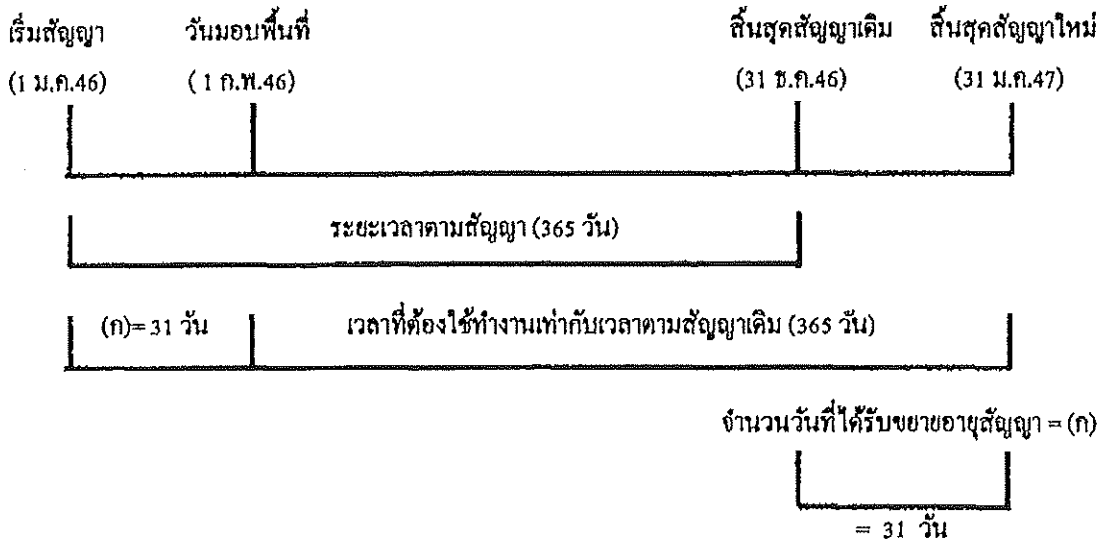 เริ่มสัญญา วันมอบพื้นที่ สิ้นสุดสัญญาเดิม สิ้นสุดสัญญาใหม่
(1 ม.ค.46) ( 1 ก.พ.46) (31 ธ.ค.46) (31 ม.ค.47)
ระยะเวลาตามสัญญา (365 วัน)
(ก)= 31 วัน เวลาที่ต้องใช้ทำงานเท่ากับเวลาตามสัญญาเดิม (365 วัน)
จำนวนวันที่ได้รับขยายอายุสัญญา = (ก)
= 31 วัน